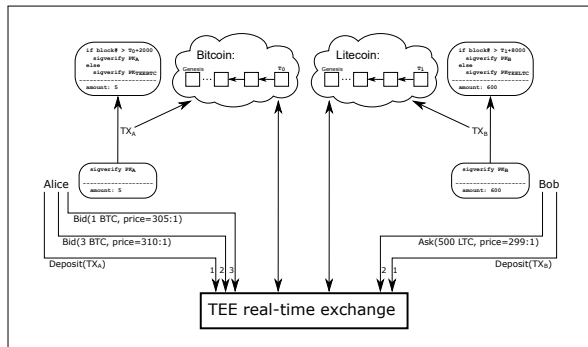 if block# > T0+2000
sigverify PKA
else
sigverify PKTEEBTC
--------------------
amount: 5
Bitcoin:
Genesis
...
T0
Litecoin:
Genesis
...
T1
if block# > T1+8000
sigverify PKB
else
sigverify PKTEELTC
--------------------
amount: 600
TXA
TXB
sigverify PKA
--------------------
amount: 5
sigverify PKB
--------------------
amount: 600
Alice
Bob
Bid(1 BTC, price=305:1)
Bid(3 BTC, price=310:1)
Ask(500 LTC, price=299:1)
Deposit(TXA)
1
2
3
2
1
Deposit(TXB)
TEE real-time exchange